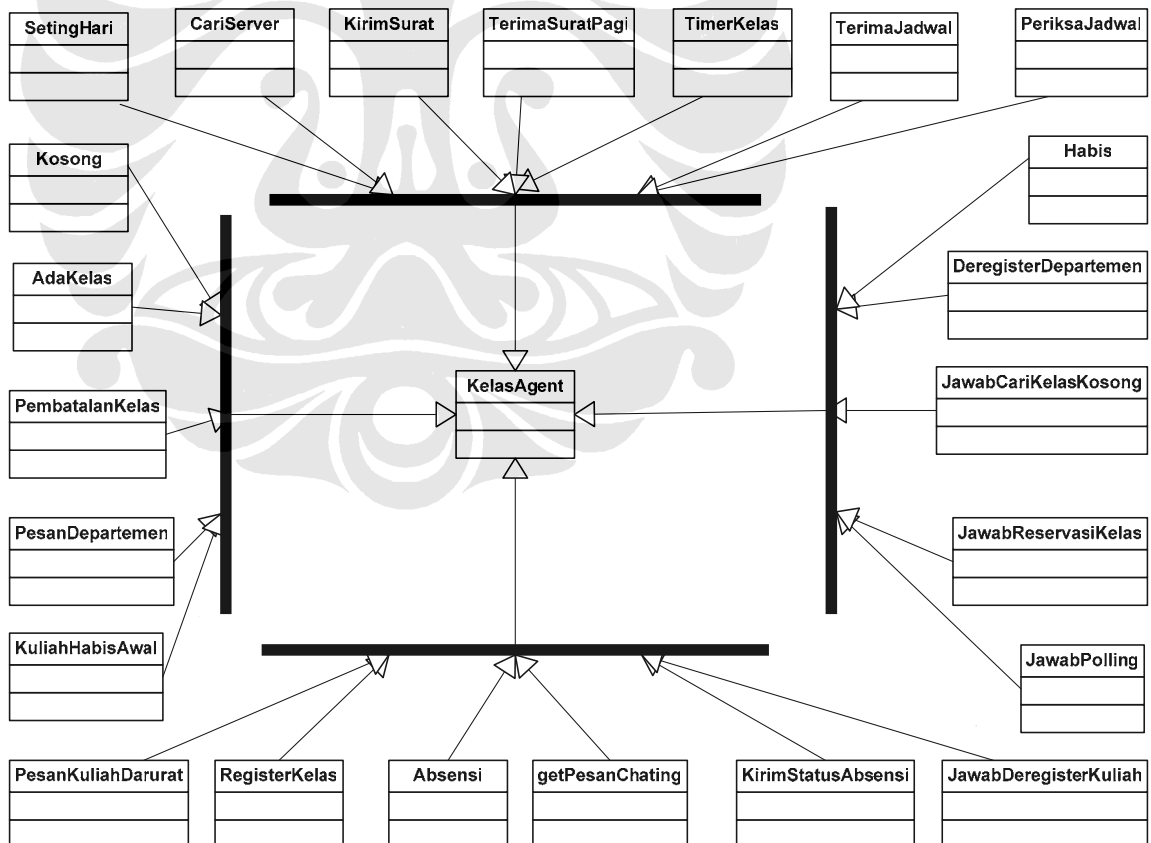 SetingHari
CariServer
KirimSurat
TerimaSuratPagi
TimerKelas
TerimaJadwal
PeriksaJadwal
Kosong
Habis
AdaKelas
DeregisterDepartemen
KelasAgent
JawabCariKelasKosong
PembatalanKelas
PesanDepartemen
JawabReservasiKelas
KuliahHabisAwal
JawabPolling
PesanKuliahDarurat
RegisterKelas
Absensi
getPesanChating
KirimStatusAbsensi
JawabDeregisterKuliah